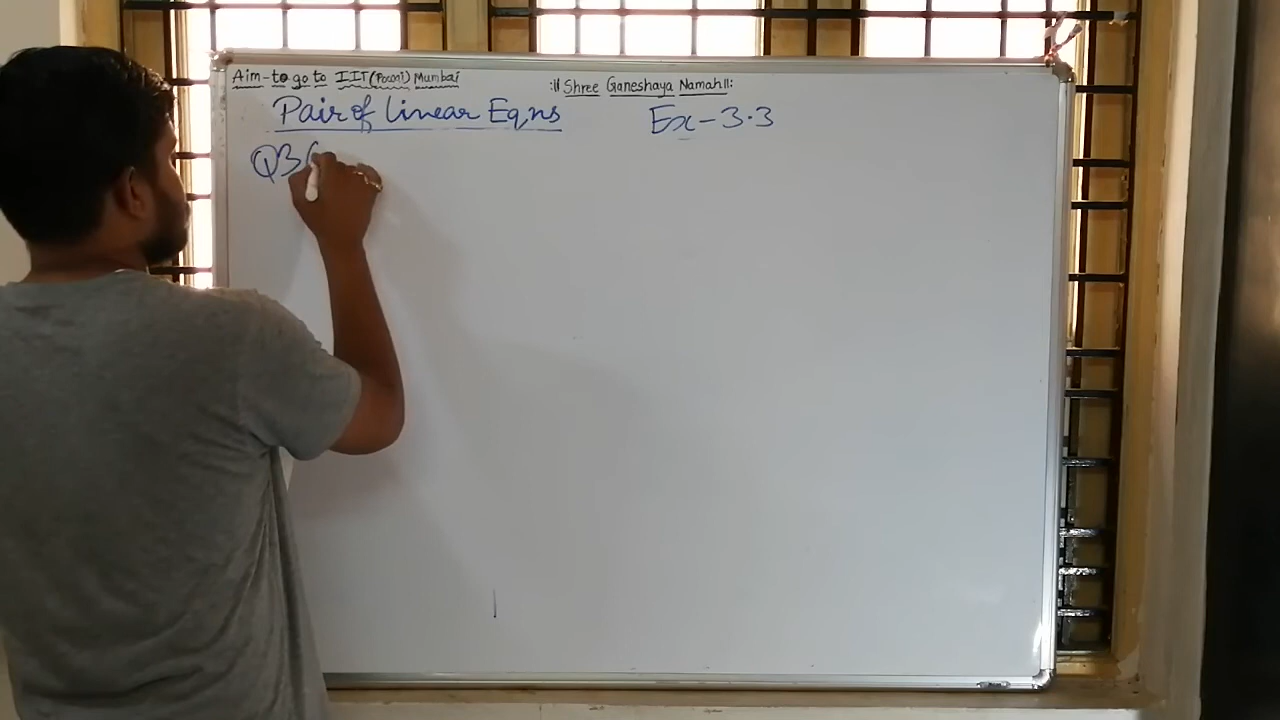 Aim-to go to IIT(Powai) Mumbai
:|| Shree Ganeshaya Namah||:
Pair of Linear Eq,ns
Ex-3.3
Q3(